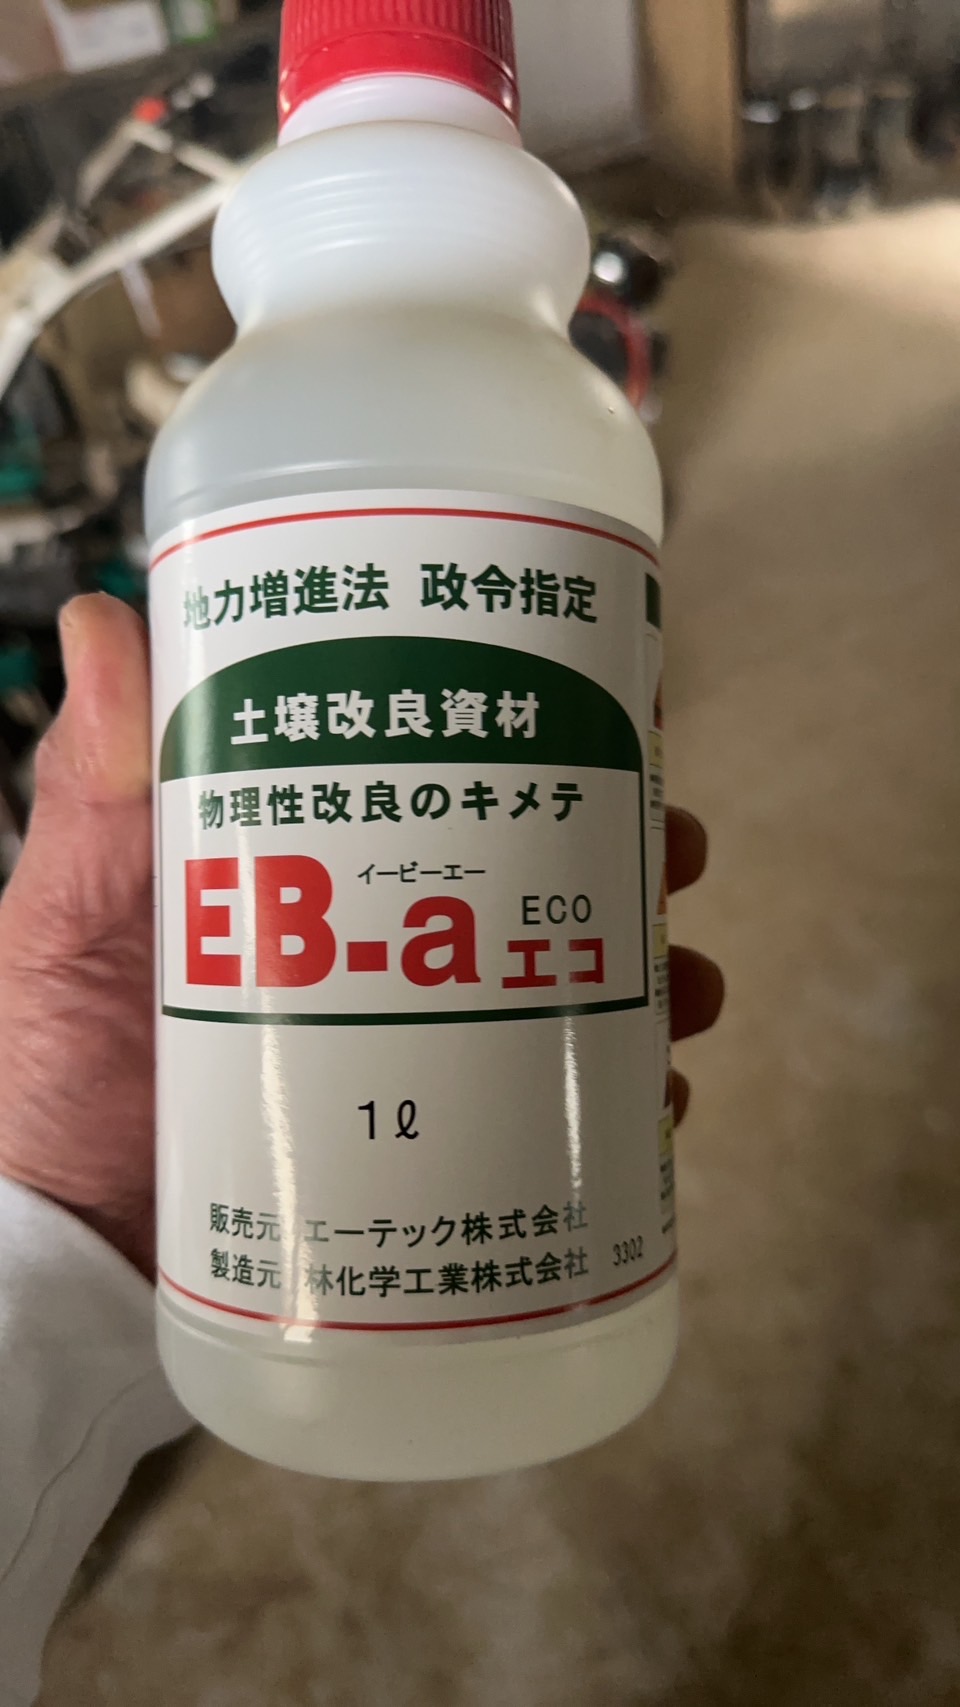 地力増進法 政令指定
土壌改良資材
物理性改良のキメテ
イービーエー
EB-a ECO
エコ
1ℓ
販売元 エーテック株式会社
製造元 林化学工業株式会社 3302